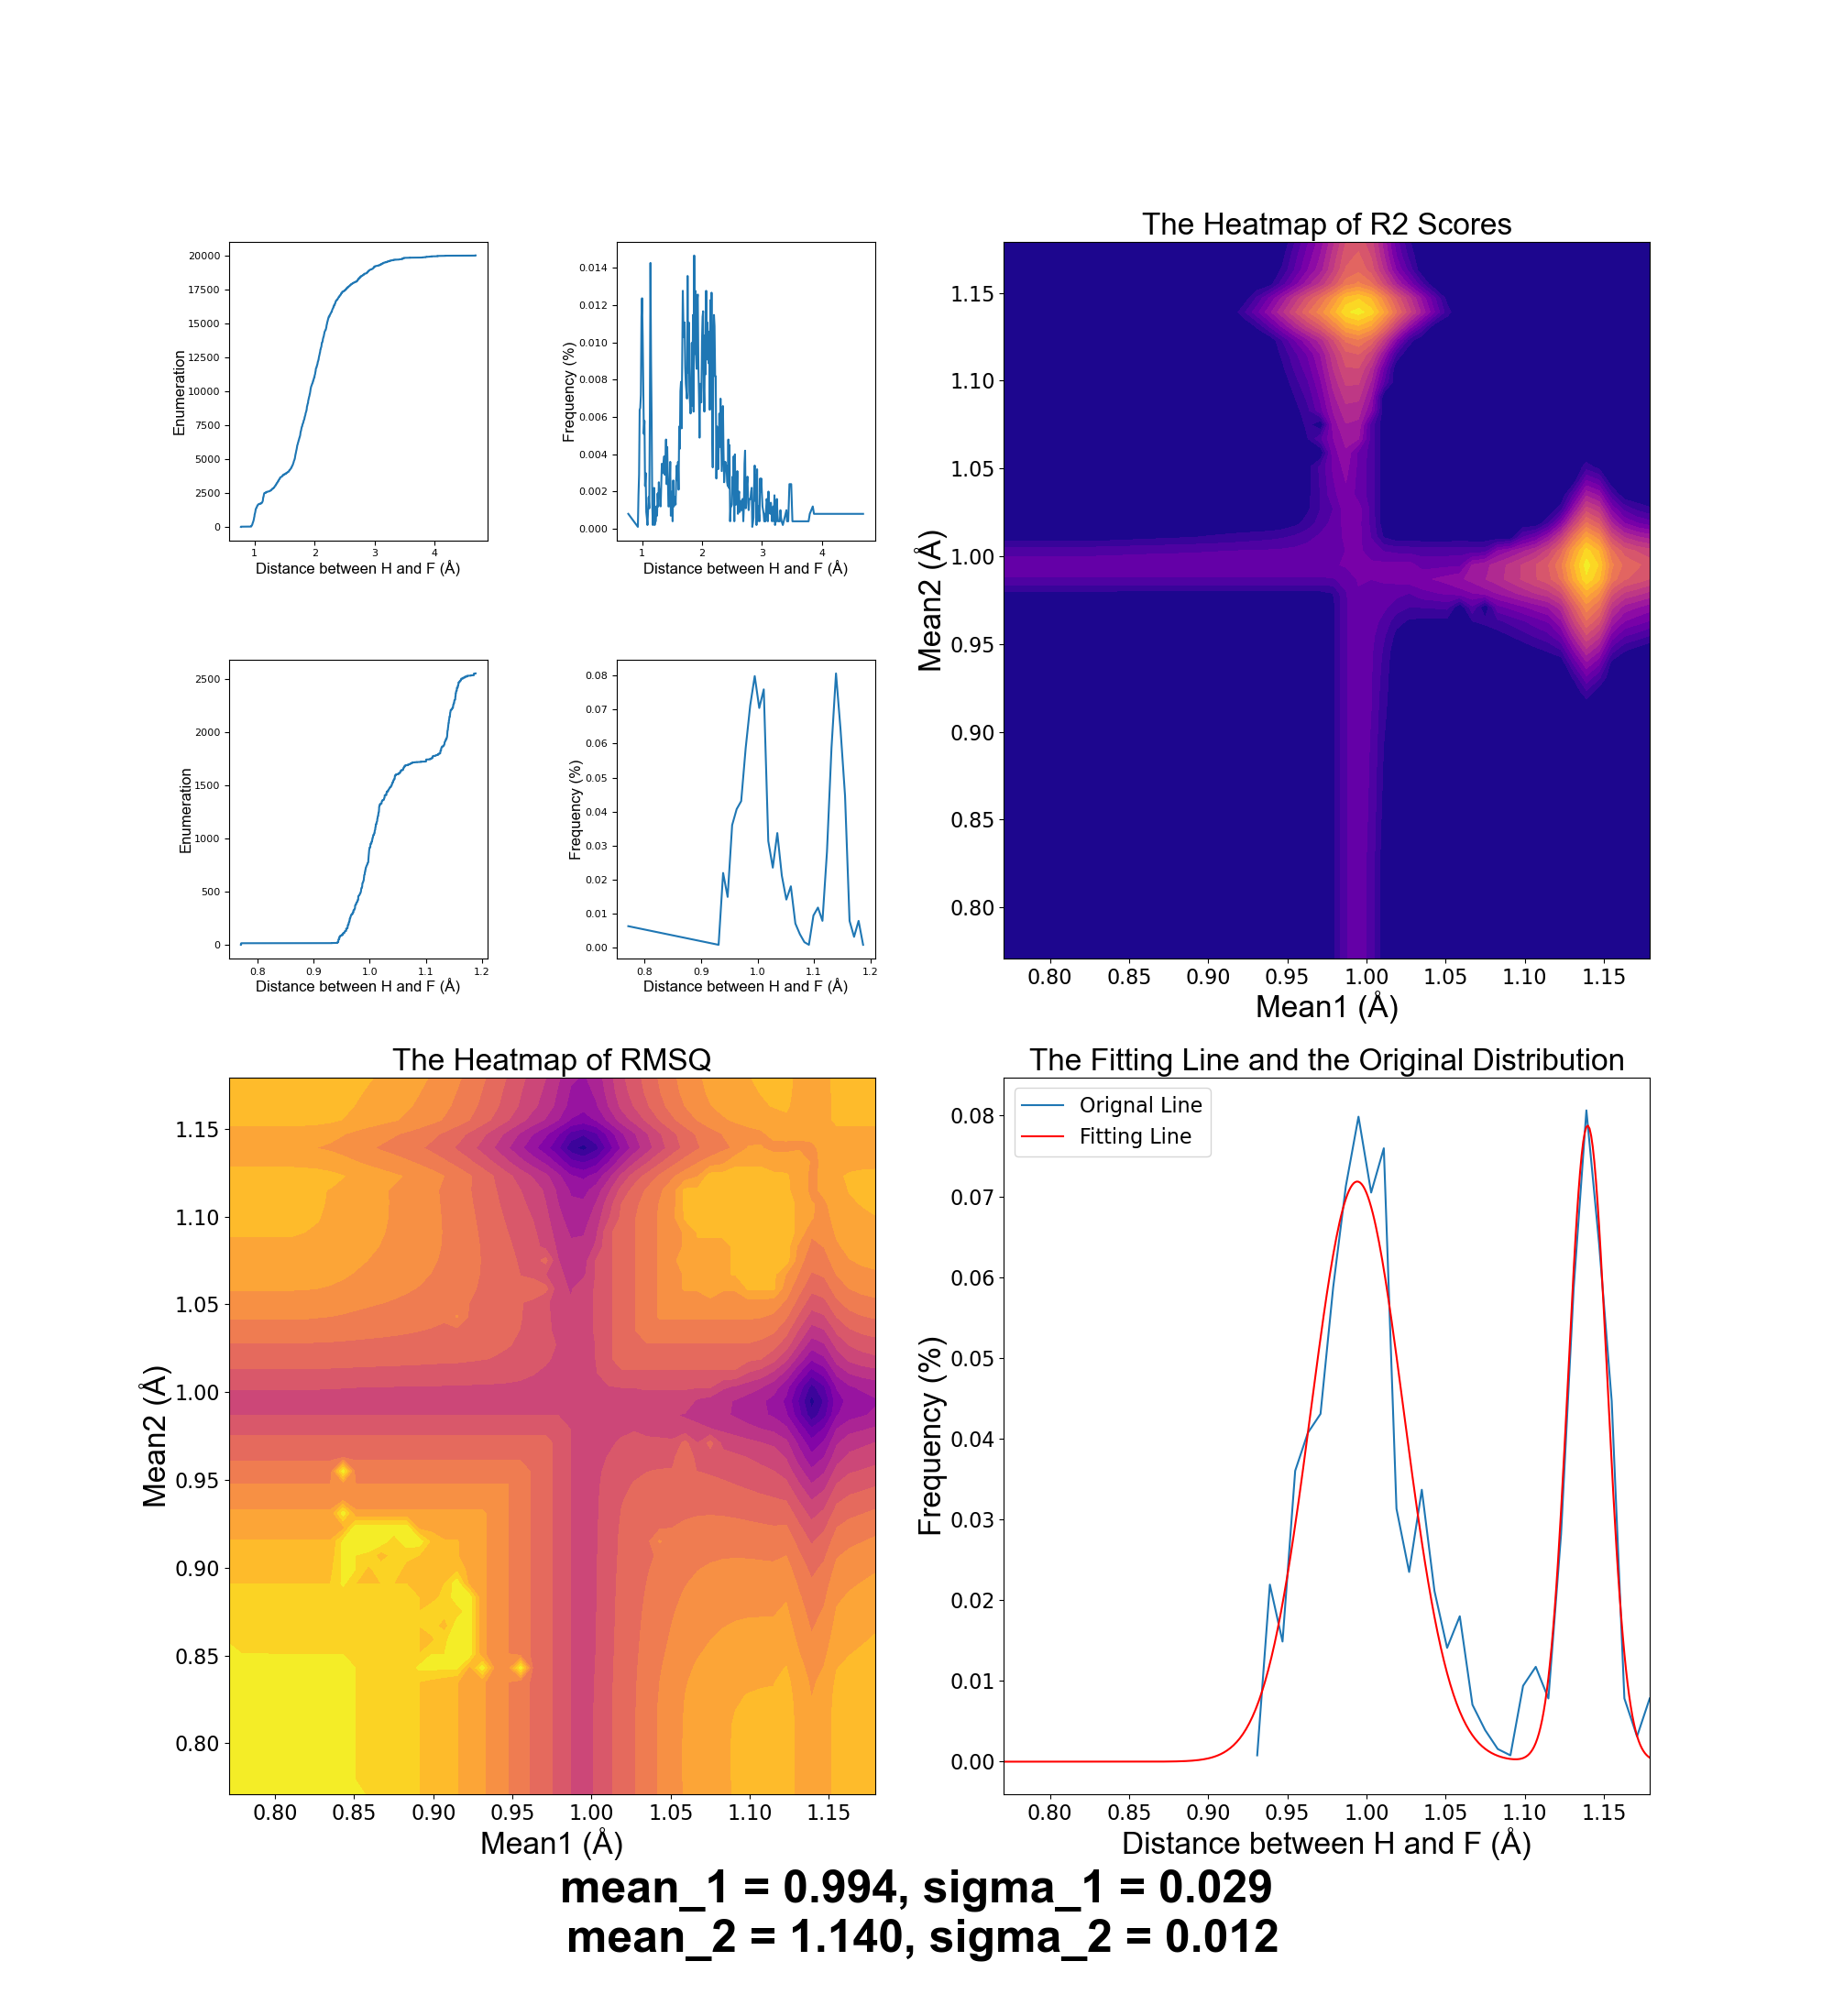 The Heatmap of R2 Scores
20000
17500
15000
12500
10000
7500
5000
2500
0
Enumeration
1 2 3 4
Distance between H and F (Å)
0.014
0.012
0.010
0.008
0.006
0.004
0.002
0.000
Frequency (%)
1 2 3 4
Distance between H and F (Å)
1.15
1.10
1.05
1.00
0.95
0.90
0.85
0.80
Mean2 (Å)
0.80 0.85 0.90 0.95 1.00 1.05 1.10 1.15
Mean1 (Å)
2500
2000
1500
1000
500
0
Enumeration
0.8 0.9 1.0 1.1 1.2
Distance between H and F (Å)
0.08
0.07
0.06
0.05
0.04
0.03
0.02
0.01
0.00
Frequency (%)
0.8 0.9 1.0 1.1 1.2
Distance between H and F (Å)
The Heatmap of RMSQ
1.15
1.10
1.05
1.00
0.95
0.90
0.85
0.80
Mean2 (Å)
0.80 0.85 0.90 0.95 1.00 1.05 1.10 1.15
Mean1 (Å)
The Fitting Line and the Original Distribution
Orignal Line
Fitting Line
0.08
0.07
0.06
0.05
0.04
0.03
0.02
0.01
0.00
Frequency (%)
0.80 0.85 0.90 0.95 1.00 1.05 1.10 1.15
Distance between H and F (Å)
mean_1 = 0.994, sigma_1 = 0.029
mean_2 = 1.140, sigma_2 = 0.012